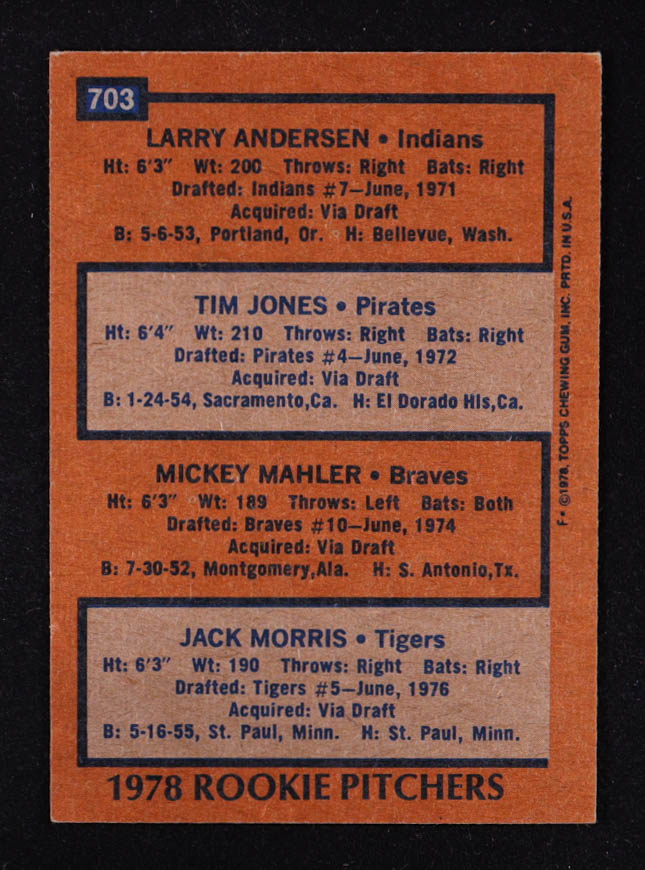 703
LARRY ANDERSEN • Indians
Ht: 6'3" Wt: 200 Throws: Right Bats: Right
Drafted: Indians #7—June, 1971
Acquired: Via Draft
B: 5-6-53, Portland, Or. H: Bellevue, Wash.
TIM JONES • Pirates
Ht: 6'4" Wt: 210 Throws: Right Bats: Right
Drafted: Pirates #4—June, 1972
Acquired: Via Draft
B: 1-24-54, Sacramento,Ca. H: El Dorado Hls,Ca.
MICKEY MAHLER • Braves
Ht: 6'3" Wt: 189 Throws: Left Bats: Both
Drafted: Braves #10—June, 1974
Acquired: Via Draft
B: 7-30-52, Montgomery,Ala. H: S. Antonio,Tx.
JACK MORRIS • Tigers
Ht: 6'3" Wt: 190 Throws: Right Bats: Right
Drafted: Tigers #5—June, 1976
Acquired: Via Draft
B: 5-16-55, St. Paul, Minn. H: St. Paul, Minn.
1978 ROOKIE PITCHERS
F* ©1978, TOPPS CHEWING GUM, INC. PRTD. IN U.S.A.